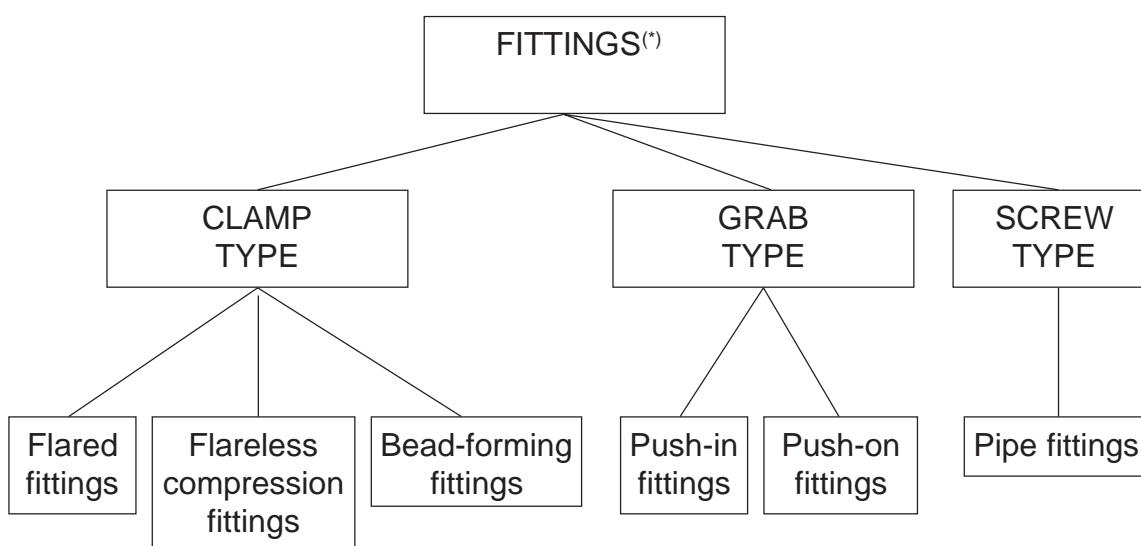 FITTINGS(*)
CLAMP
TYPE
GRAB
TYPE
SCREW
TYPE
Flared
fittings
Flareless
compression
fittings
Bead-forming
fittings
Push-in
fittings
Push-on
fittings
Pipe fittings